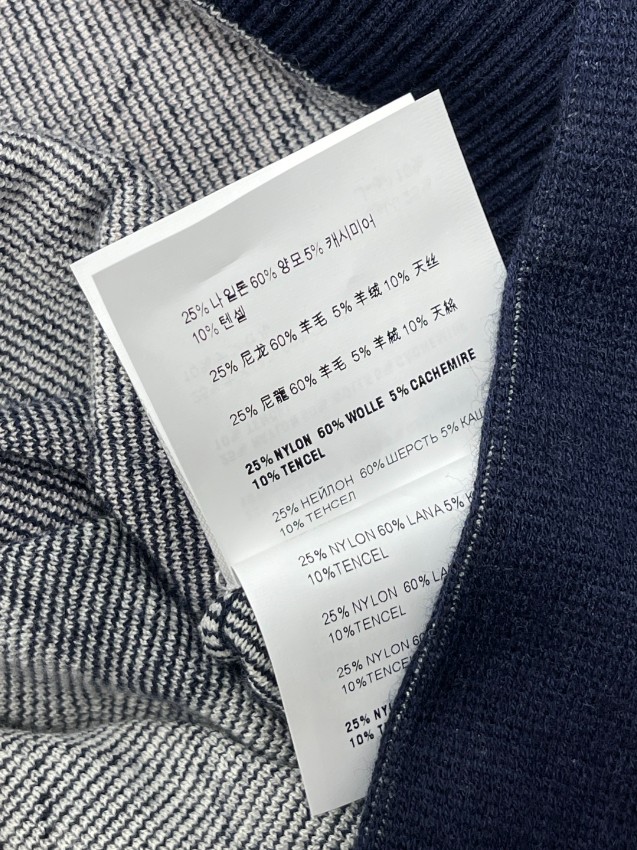 25% 나일론 60% 양모 5% 캐시미어
10% 텐셀
25% 尼龙 60% 羊毛 5% 羊绒 10% 天丝
25% 尼龍 60% 羊毛 5% 羊絨 10% 天絲
25% NYLON 60% WOLLE 5% CACHEMIRE
10% TENCEL
25% НЕЙЛОН 60% ШЕРСТЬ 5%
10% ТЕНСЕЛ
25% NYLON 60% LANA 5%
10%TENCEL
25% NYLON 60%
10%TENCEL
25% NYLON
10%TENCEL
25%
10%